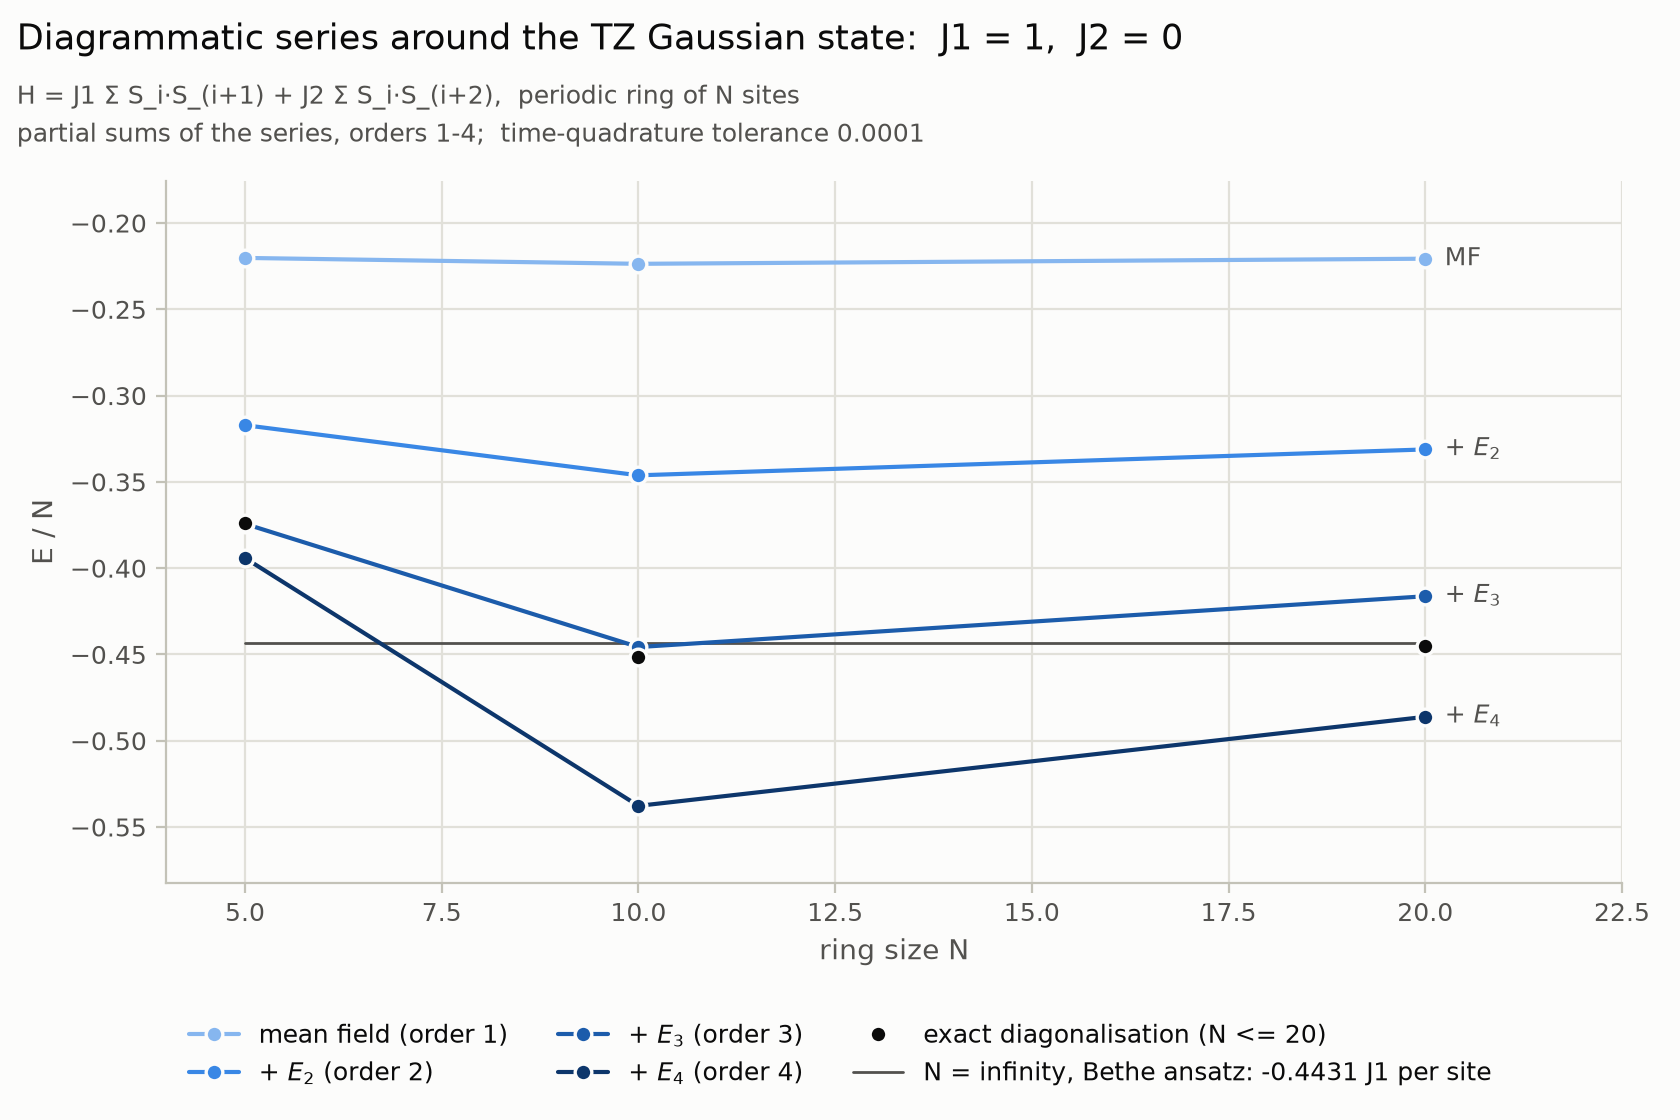 Diagrammatic series around the TZ Gaussian state:  J1 = 1,  J2 = 0
H = J1 Σ S_i·S_(i+1) + J2 Σ S_i·S_(i+2),  periodic ring of N sites
partial sums of the series, orders 1-4;  time-quadrature tolerance 0.0001
−0.20
−0.25
−0.30
−0.35
−0.40
−0.45
−0.50
−0.55
E / N
MF
+ E₂
+ E₃
+ E₄
5.0 7.5 10.0 12.5 15.0 17.5 20.0 22.5
ring size N
mean field (order 1)
+ E₂ (order 2)
+ E₃ (order 3)
+ E₄ (order 4)
exact diagonalisation (N <= 20)
N = infinity, Bethe ansatz: -0.4431 J1 per site